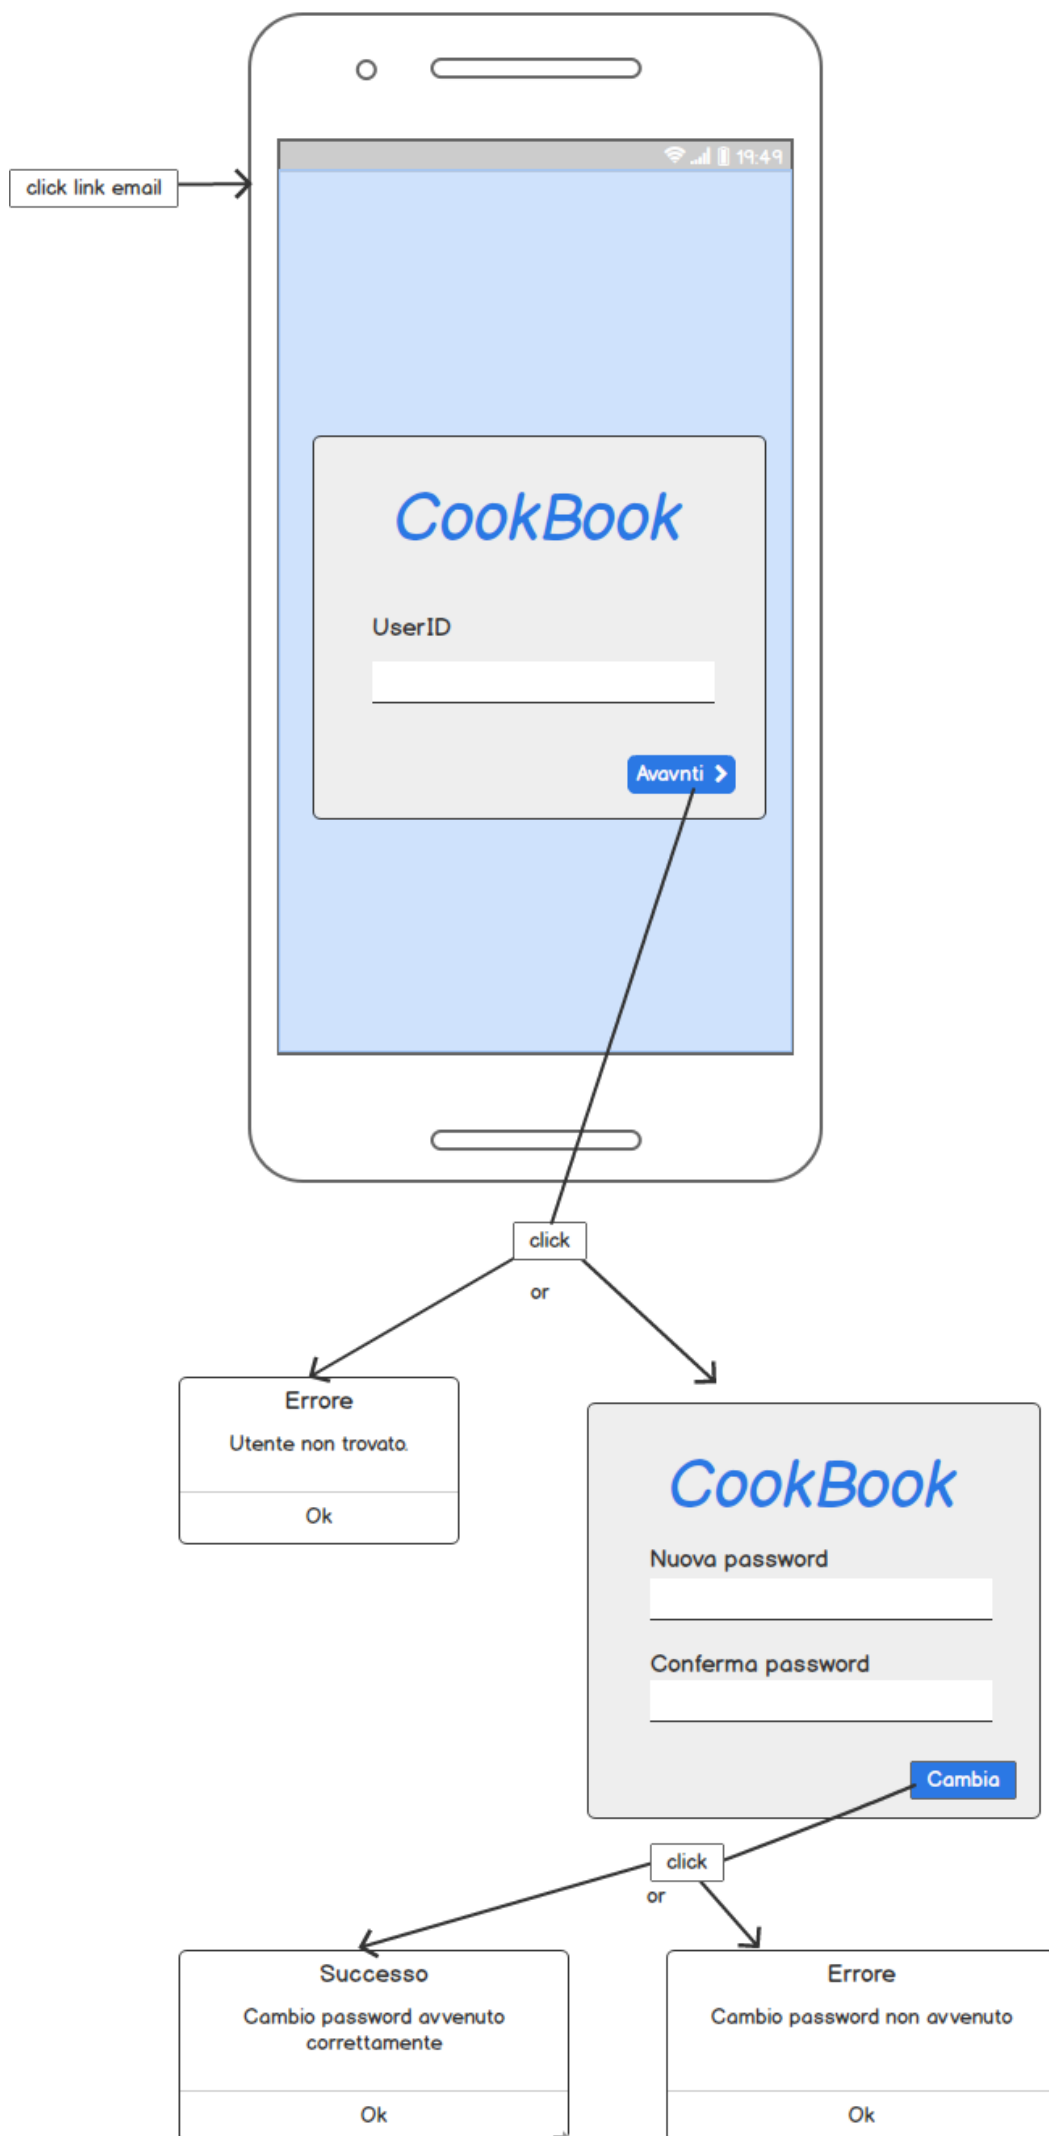 19:49
click link email
CookBook
UserID
Avavnti
click
or
Errore
Utente non trovato.
Ok
CookBook
Nuova password
Conferma password
Cambia
click
or
Successo
Cambio password avvenuto
correttamente
Ok
Errore
Cambio password non avvenuto
Ok